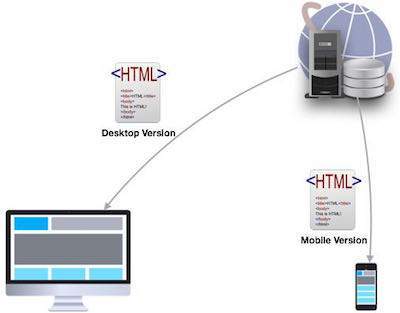 <HTML>
<html>
<title>HTML<title>
<body>
This is HTML!
</body>
</html>
Desktop Version
<HTML>
<html>
<title>HTML<title>
<body>
This is HTML!
</body>
</html>
Mobile Version